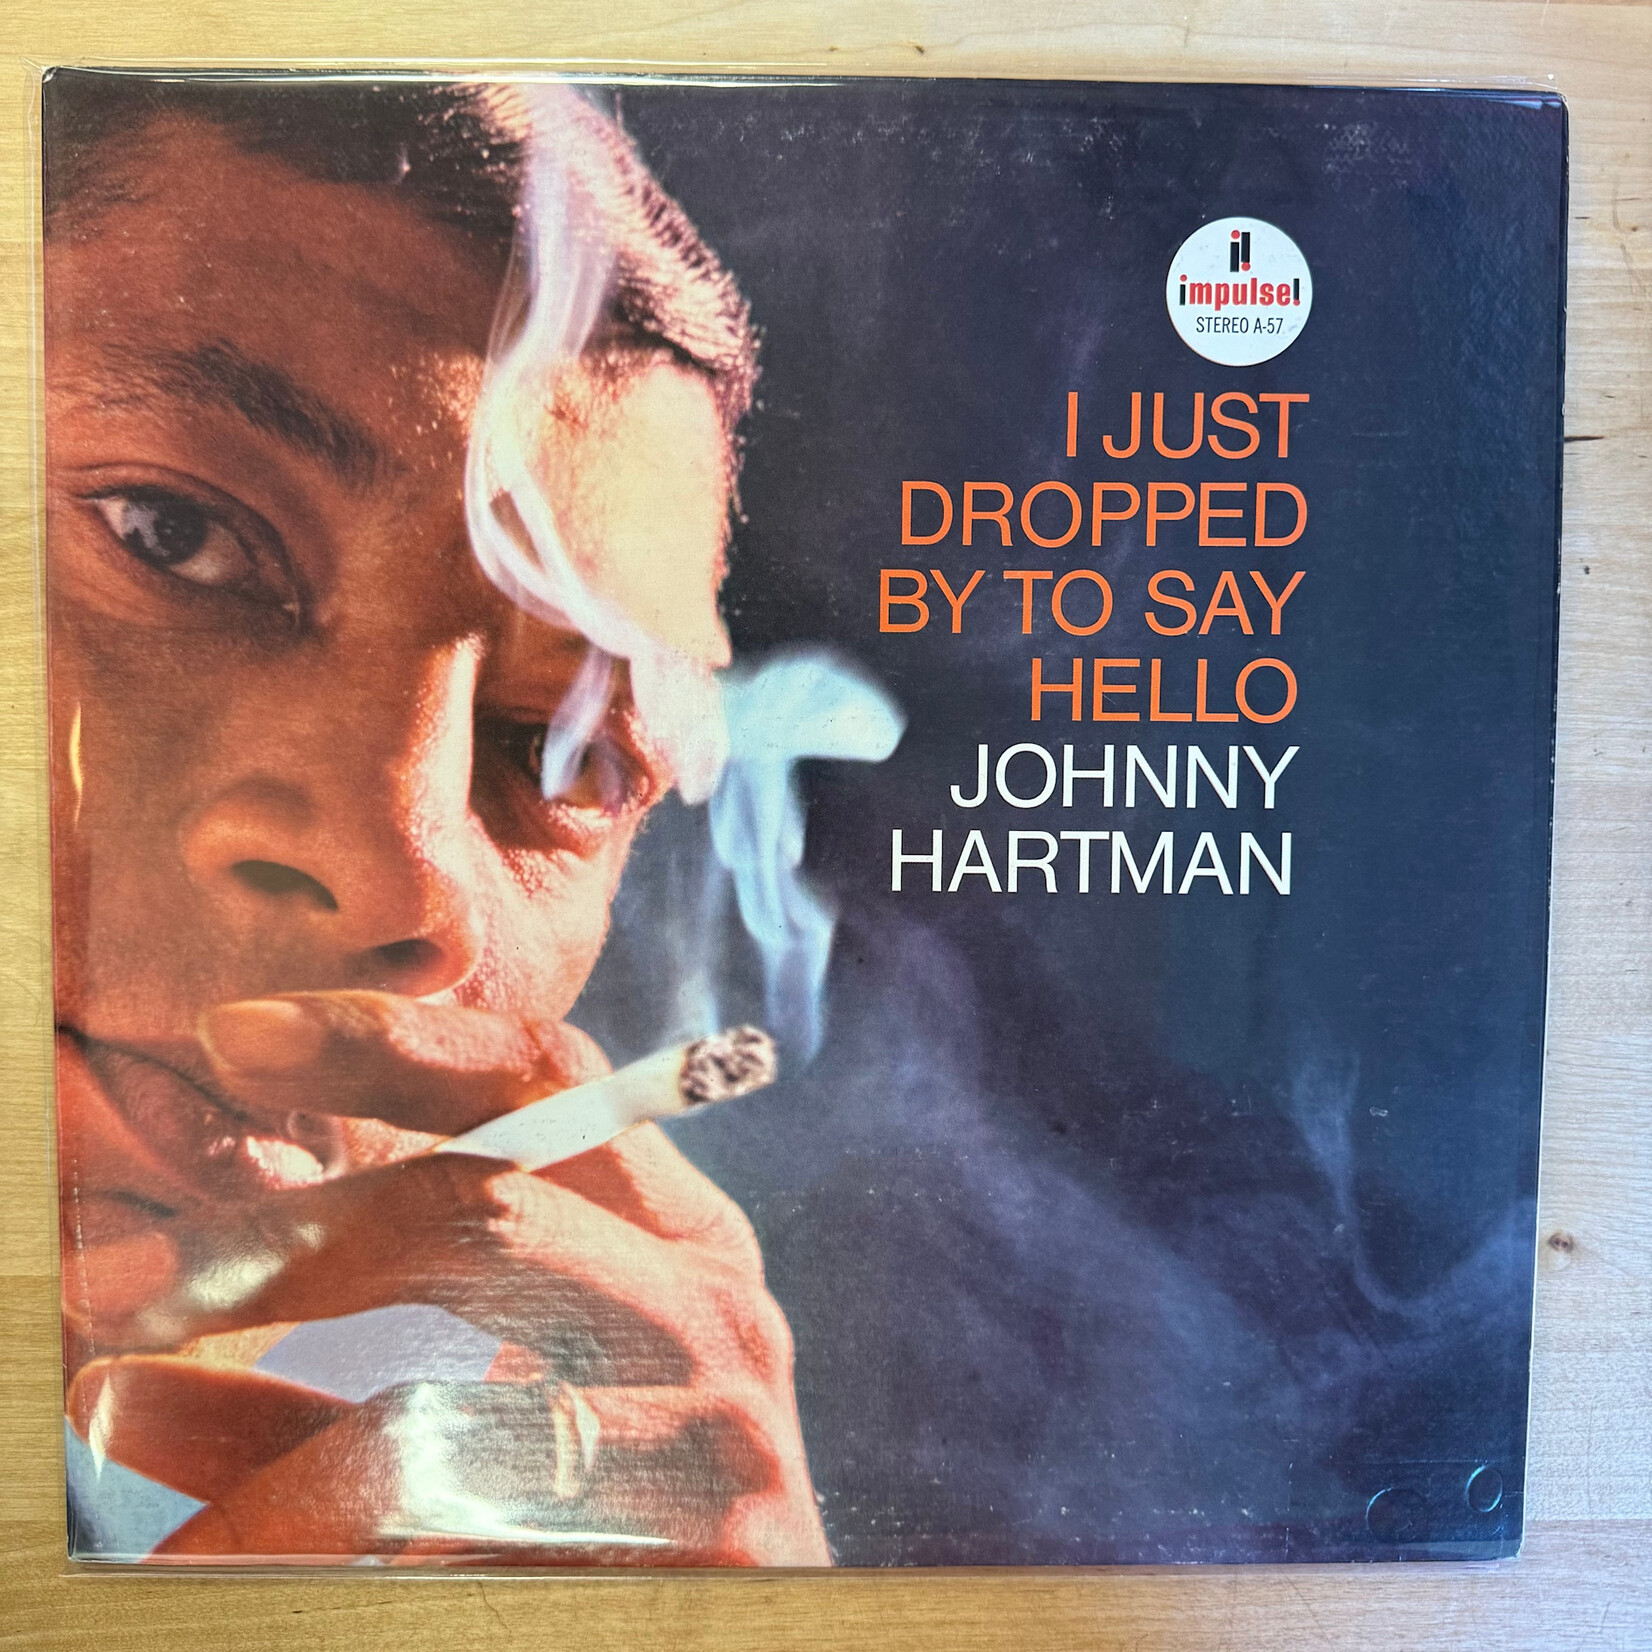 i!
impulse!
STEREO A-57
I JUST
DROPPED
BY TO SAY
HELLO
JOHNNY
HARTMAN